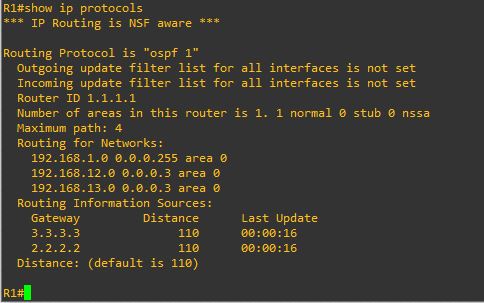 R1#show ip protocols
*** IP Routing is NSF aware ***
Routing Protocol is "ospf 1"
Outgoing update filter list for all interfaces is not set
Incoming update filter list for all interfaces is not set
Router ID 1.1.1.1
Number of areas in this router is 1. 1 normal 0 stub 0 nssa
Maximum path: 4
Routing for Networks:
192.168.1.0 0.0.0.255 area 0
192.168.12.0 0.0.0.3 area 0
192.168.13.0 0.0.0.3 area 0
Routing Information Sources:
Gateway Distance Last Update
3.3.3.3 110 00:00:16
2.2.2.2 110 00:00:16
Distance: (default is 110)
R1#